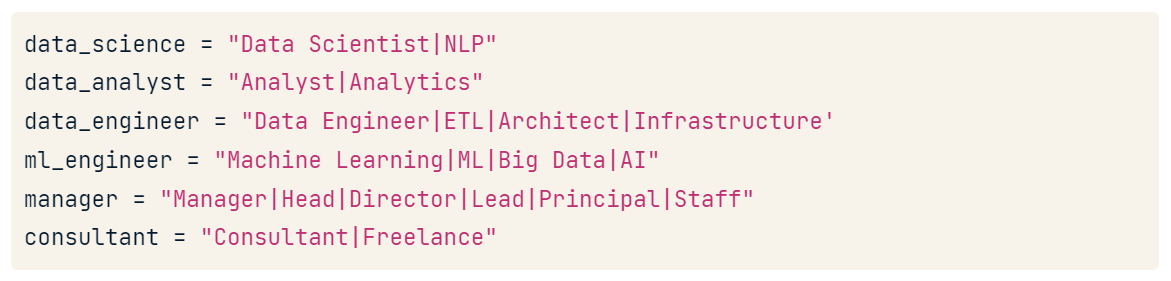 data_science = "Data Scientist|NLP"
data_analyst = "Analyst|Analytics"
data_engineer = "Data Engineer|ETL|Architect|Infrastructure'
ml_engineer = "Machine Learning|ML|Big Data|AI"
manager = "Manager|Head|Director|Lead|Principal|Staff"
consultant = "Consultant|Freelance"